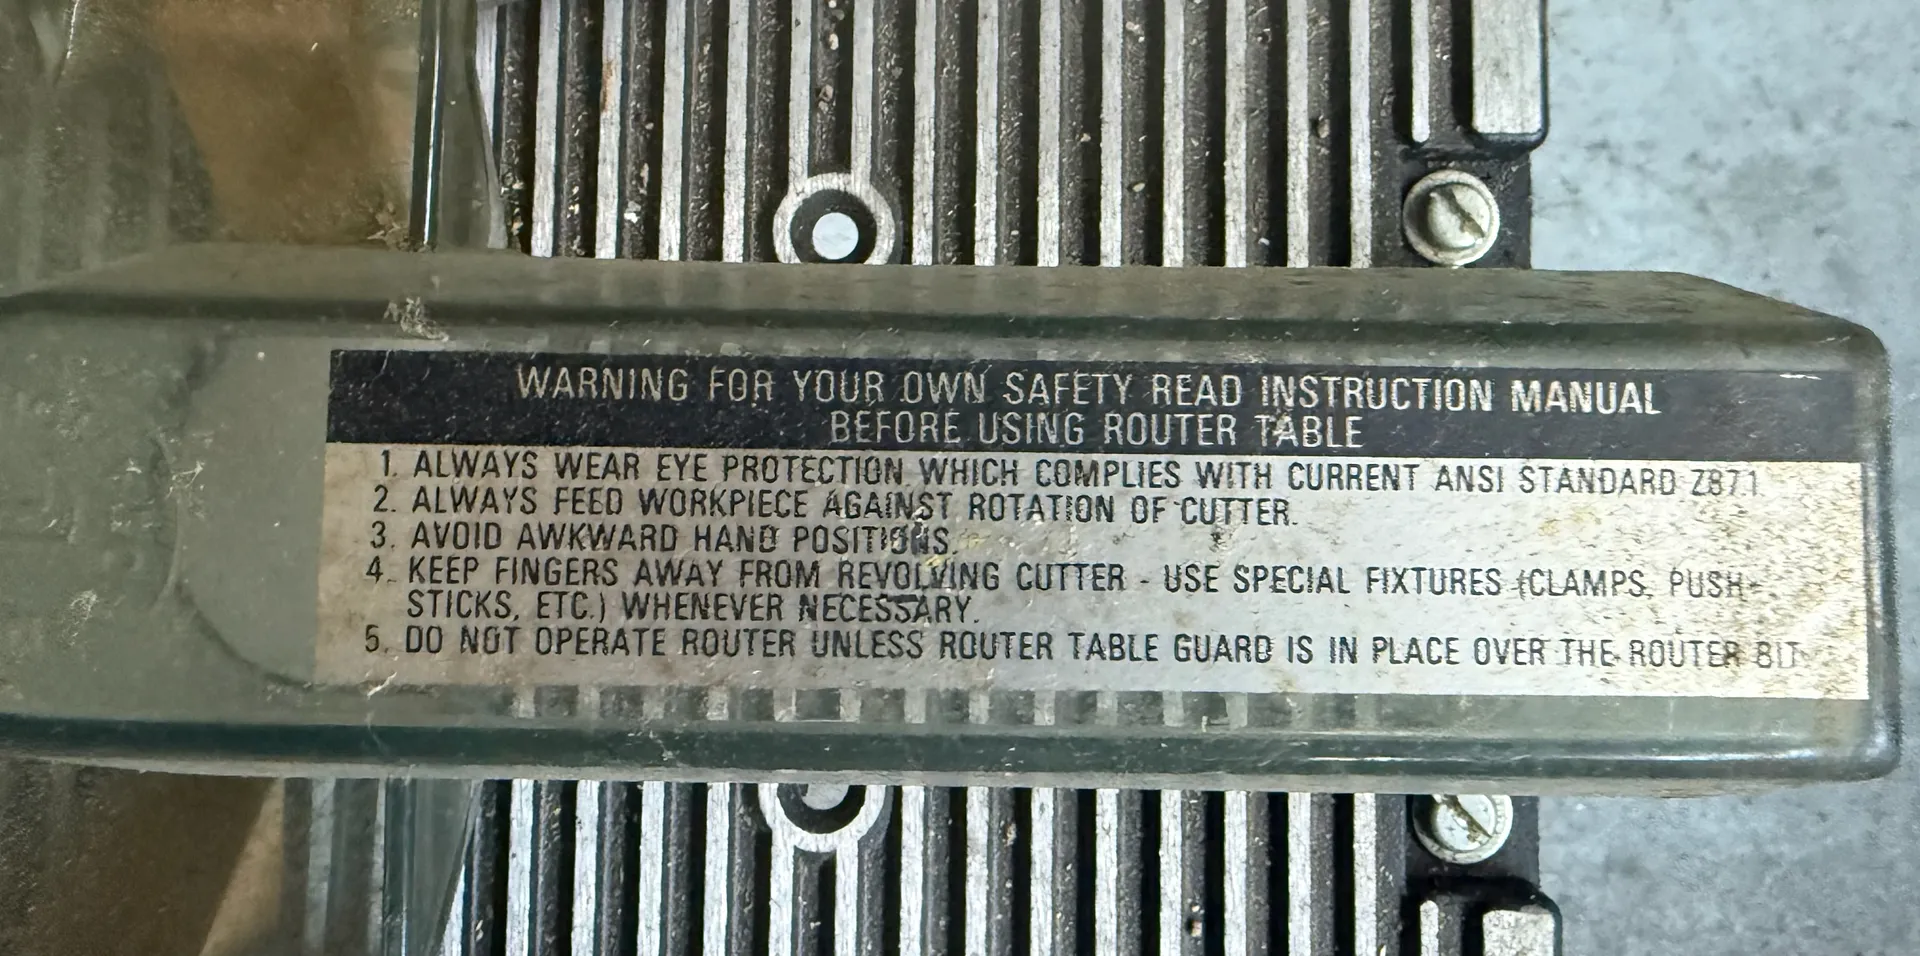 WARNING FOR YOUR OWN SAFETY READ INSTRUCTION MANUAL
BEFORE USING ROUTER TABLE
1. ALWAYS WEAR EYE PROTECTION WHICH COMPLIES WITH CURRENT ANSI STANDARD Z87.1
2. ALWAYS FEED WORKPIECE AGAINST ROTATION OF CUTTER.
3. AVOID AWKWARD HAND POSITIONS.
4. KEEP FINGERS AWAY FROM REVOLVING CUTTER - USE SPECIAL FIXTURES (CLAMPS, PUSH-
STICKS, ETC.) WHENEVER NECESSARY.
5. DO NOT OPERATE ROUTER UNLESS ROUTER TABLE GUARD IS IN PLACE OVER THE ROUTER BIT.